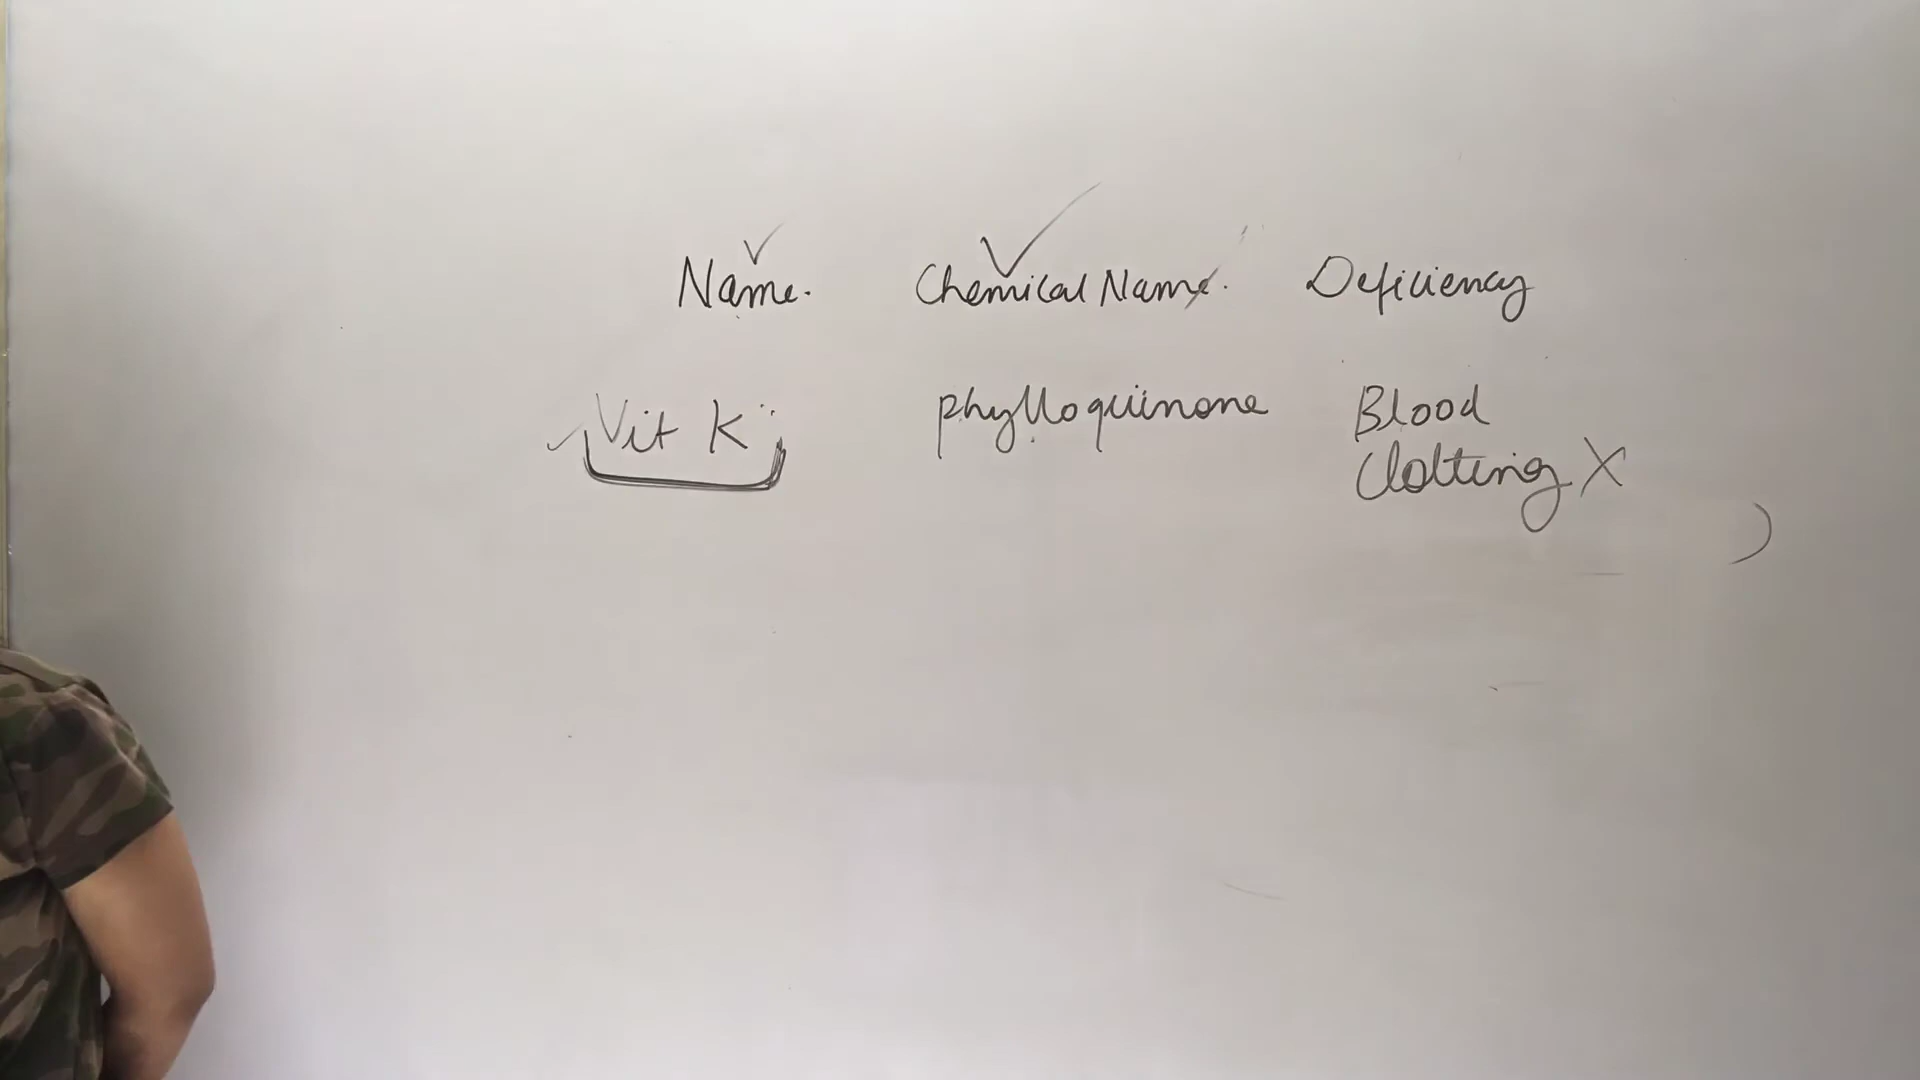 Name. Chemical Name. Deficiency
Vit K phylloquinone Blood
Clotting X